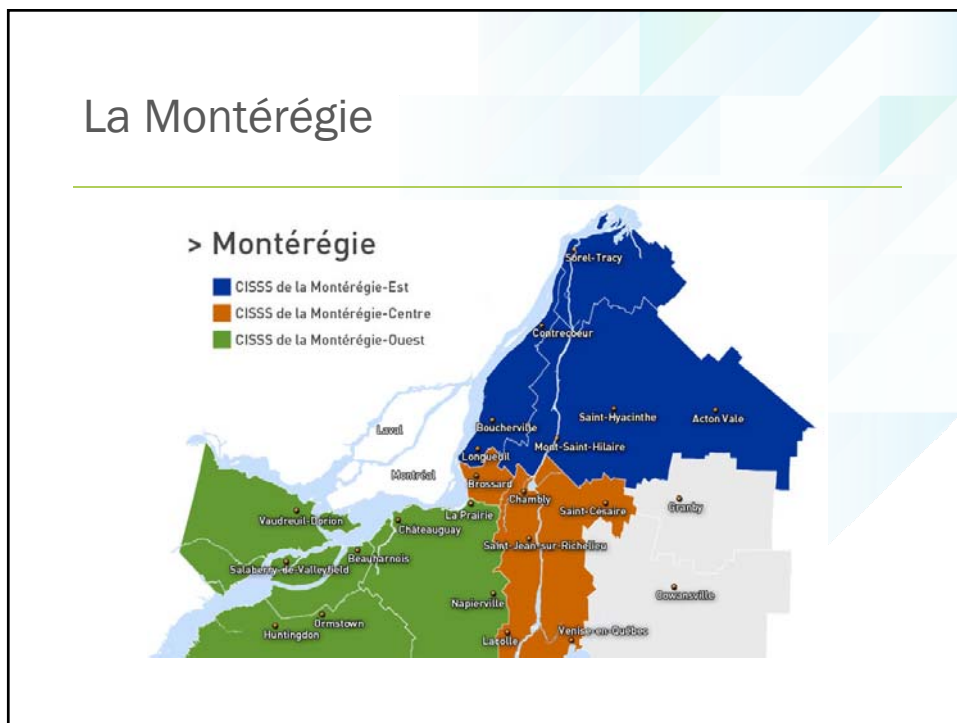 La Montérégie
> Montérégie
CISSS de la Montérégie-Est
CISSS de la Montérégie-Centre
CISSS de la Montérégie-Ouest
Sorel-Tracy
Contrecoeur
Saint-Hyacinthe
Acton Vale
Boucherville
Laval
Mont-Saint-Hilaire
Longueuil
Montréal
Brossard
Chambly
Granby
La Prairie
Saint-Césaire
Vaudreuil-Dorion
Châteauguay
Saint-Jean-sur-Richelieu
Beauharnois
Salaberry-de-Valleyfield
Cowansville
Napierville
Ormstown
Huntingdon
Lacolle
Venise-en-Québec